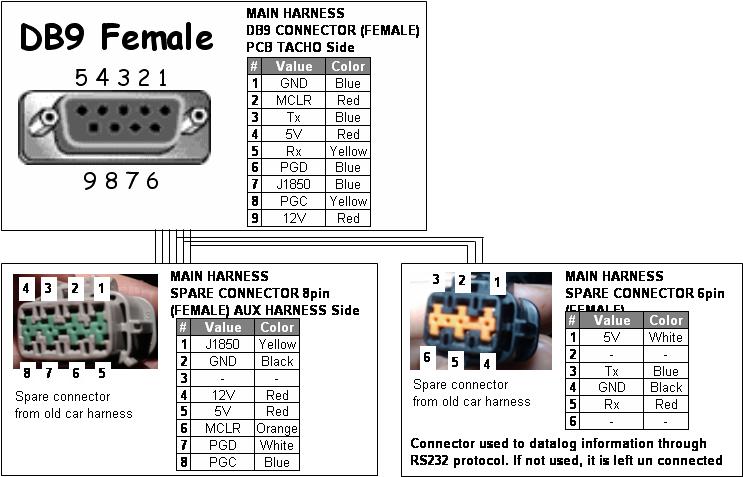 DB9 Female
5 4 3 2 1
9 8 7 6
MAIN HARNESS
DB9 CONNECTOR (FEMALE)
PCB TACHO Side
# Value Color
1 GND Blue
2 MCLR Red
3 Tx Blue
4 5V Red
5 Rx Yellow
6 PGD Blue
7 J1850 Blue
8 PGC Yellow
9 12V Red
4 3 2 1
8 7 6 5
Spare connector
from old car harness
MAIN HARNESS
SPARE CONNECTOR 8pin
(FEMALE) AUX HARNESS Side
# Value Color
1 J1850 Yellow
2 GND Black
3 - -
4 12V Red
5 5V Red
6 MCLR Orange
7 PGD White
8 PGC Blue
3 2 1
6 5 4
Spare connector
from old car harness
MAIN HARNESS
SPARE CONNECTOR 6pin
(FEMALE)
# Value Color
1 5V White
2 - -
3 Tx Blue
4 GND Black
5 Rx Red
6 - -
Connector used to datalog information through
RS232 protocol. If not used, it is left un connected